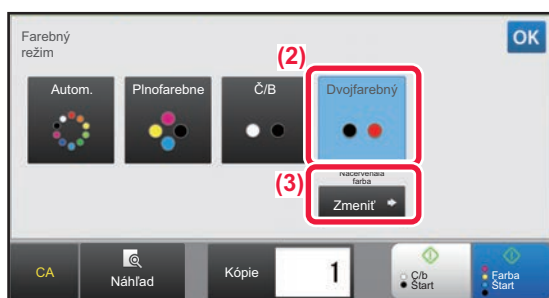 Farebný
režim
OK
(2)
Autom.
Plnofarebne
Č/B
Dvojfarebný
(3)
Načervenalá
farba
Zmeniť
CA
Náhľad
Kópie
1
Č/b
Štart
Farba
Štart